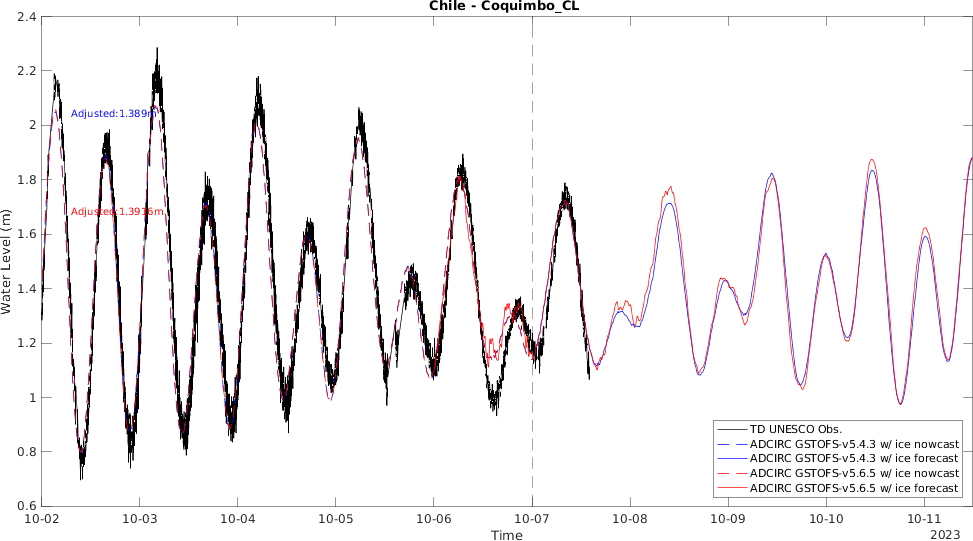 Chile - Coquimbo_CL
2.4
2.2
2
1.8
1.6
1.4
1.2
1
0.8
0.6
Water Level (m)
Adjusted:1.389m
Adjusted:1.3916m
TD UNESCO Obs.
ADCIRC GSTOFS-v5.4.3 w/ ice nowcast
ADCIRC GSTOFS-v5.4.3 w/ ice forecast
ADCIRC GSTOFS-v5.6.5 w/ ice nowcast
ADCIRC GSTOFS-v5.6.5 w/ ice forecast
10-02 10-03 10-04 10-05 10-06 10-07 10-08 10-09 10-10 10-11
Time
2023